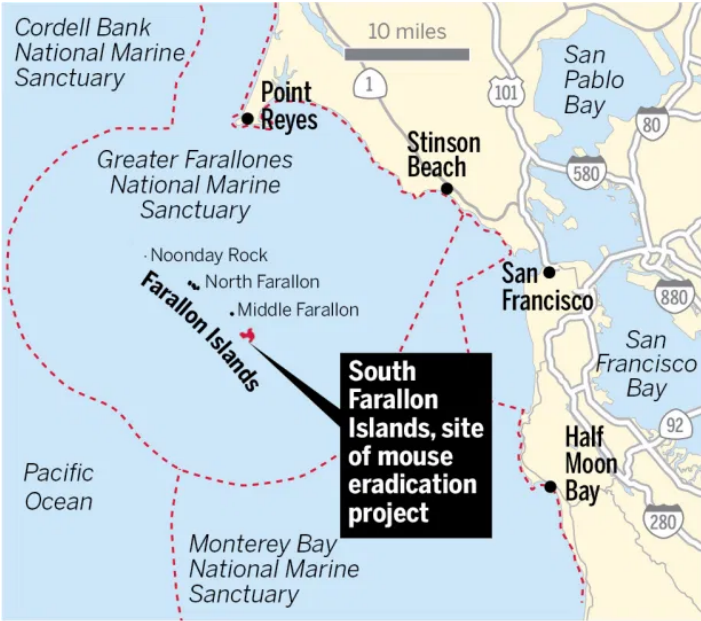 Cordell Bank
National Marine
Sanctuary
10 miles
1
101
San
Pablo
Bay
80
Point
Reyes
Stinson
Beach
580
Greater Farallones
National Marine
Sanctuary
Noonday Rock
North Farallon
Middle Farallon
Farallon Islands
San
Francisco
880
San
Francisco
Bay
South
Farallon
Islands, site
of mouse
eradication
project
92
Half
Moon
Bay
280
Pacific
Ocean
Monterey Bay
National Marine
Sanctuary